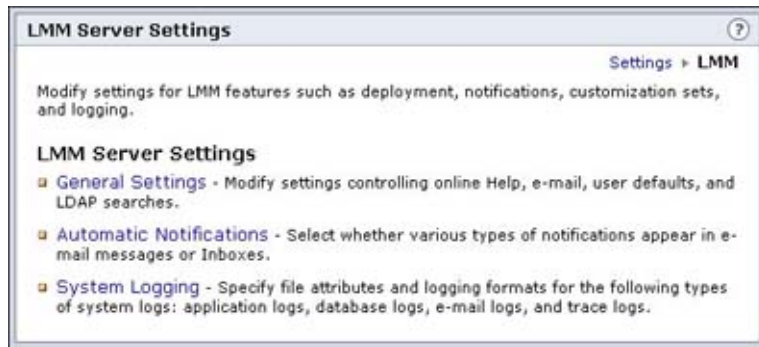 LMM Server Settings ?
Settings ▸ LMM
Modify settings for LMM features such as deployment, notifications, customization sets,
and logging.
LMM Server Settings
General Settings - Modify settings controlling online Help, e-mail, user defaults, and
LDAP searches.
Automatic Notifications - Select whether various types of notifications appear in e-
mail messages or Inboxes.
System Logging - Specify file attributes and logging formats for the following types
of system logs: application logs, database logs, e-mail logs, and trace logs.